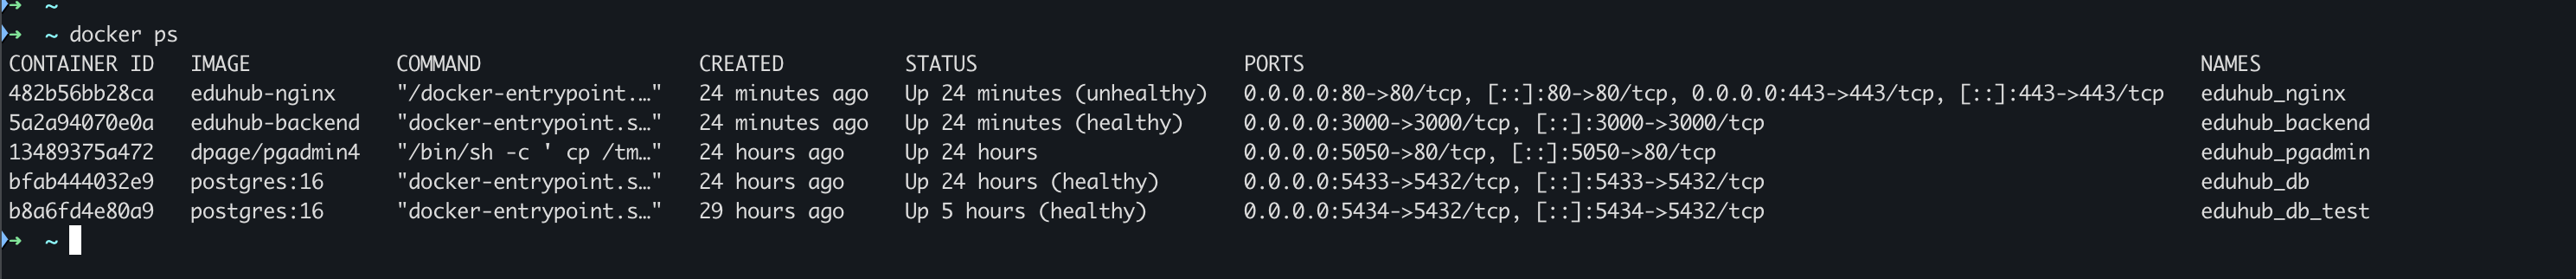 ➜ ~
➜ ~ docker ps
CONTAINER ID IMAGE COMMAND CREATED STATUS PORTS NAMES
482b56bb28ca eduhub-nginx "/docker-entrypoint.…" 24 minutes ago Up 24 minutes (unhealthy) 0.0.0.0:80->80/tcp, [::]:80->80/tcp, 0.0.0.0:443->443/tcp, [::]:443->443/tcp eduhub_nginx
5a2a94070e0a eduhub-backend "docker-entrypoint.s…" 24 minutes ago Up 24 minutes (healthy) 0.0.0.0:3000->3000/tcp, [::]:3000->3000/tcp eduhub_backend
13489375a472 dpage/pgadmin4 "/bin/sh -c ' cp /tm…" 24 hours ago Up 24 hours 0.0.0.0:5050->80/tcp, [::]:5050->80/tcp eduhub_pgadmin
bfab444032e9 postgres:16 "docker-entrypoint.s…" 24 hours ago Up 24 hours (healthy) 0.0.0.0:5433->5432/tcp, [::]:5433->5432/tcp eduhub_db
b8a6fd4e80a9 postgres:16 "docker-entrypoint.s…" 29 hours ago Up 5 hours (healthy) 0.0.0.0:5434->5432/tcp, [::]:5434->5432/tcp eduhub_db_test
➜ ~